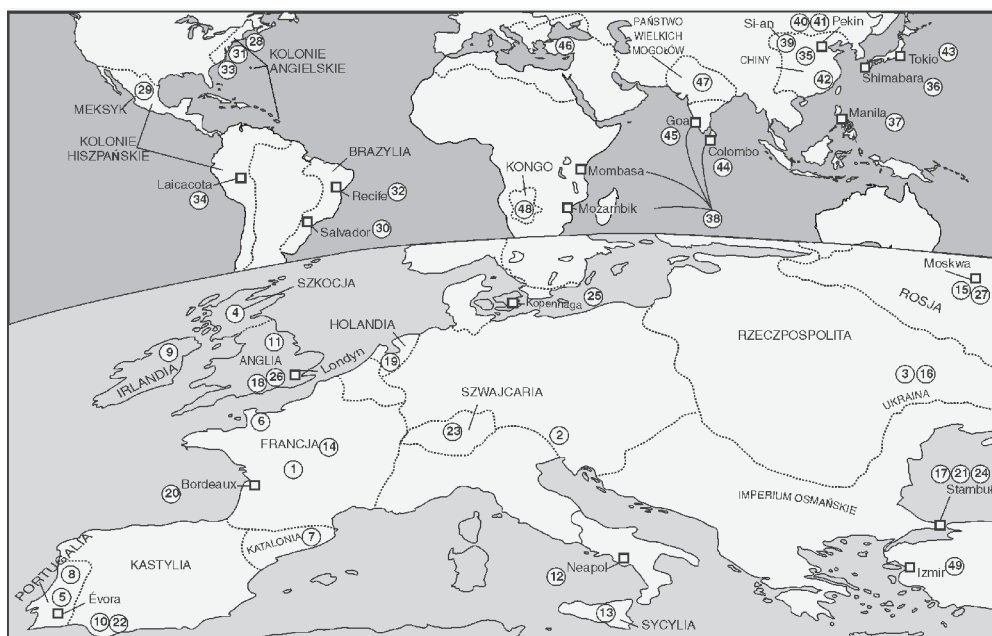 Si-an
40
41
Pekin
PAŃSTWO
WIELKICH
MOGOŁÓW
28
31
KOLONIE
ANGIELSKIE
33
46
39
35
43
Tokio
CHINY
Shimabara
29
47
42
36
MEKSYK
Goa
Manila
37
KOLONIE
HISZPAŃSKIE
45
Colombo
BRAZYLIA
44
KONGO
Mombasa
Laicacota
Recife
32
34
48
Mozambik
38
Salvador
30
Moskwa
SZKOCJA
15
27
25
Kopenhaga
ROSJA
4
HOLANDIA
RZECZPOSPOLITA
11
9
ANGLIA
Londyn
19
IRLANDIA
18
26
3
16
SZWAJCARIA
UKRAINA
6
23
2
FRANCJA
14
1
17
21
24
Bordeaux
20
Stambuł
IMPERIUM OSMAŃSKIE
KATALONIA
7
PORTUGALIA
KASTYLIA
Neapol
12
Izmir
49
8
5
Évora
13
10
22
SYCYLIA